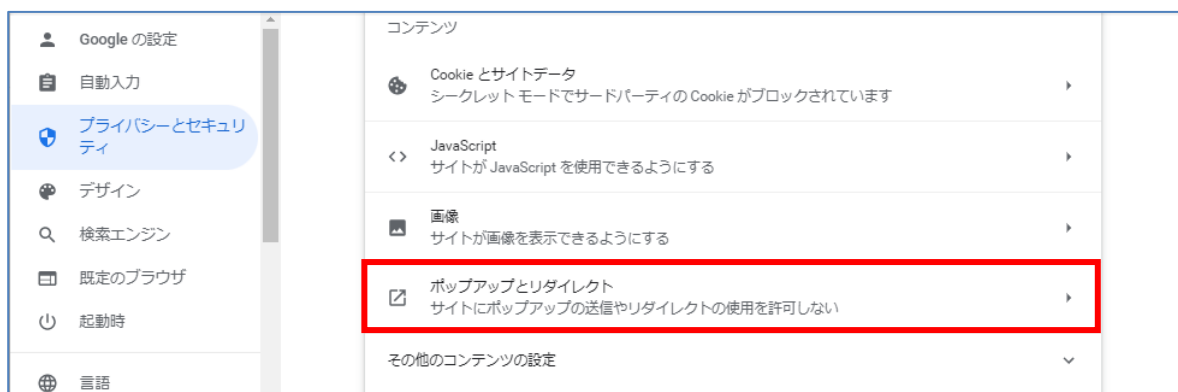 Google の設定
自動入力
プライバシーとセキュリ
ティ
デザイン
検索エンジン
既定のブラウザ
起動時
言語
コンテンツ
Cookie とサイトデータ
シークレット モードでサードパーティの Cookie がブロックされています
JavaScript
サイトが JavaScript を使用できるようにする
画像
サイトが画像を表示できるようにする
ポップアップとリダイレクト
サイトにポップアップの送信やリダイレクトの使用を許可しない
その他のコンテンツの設定